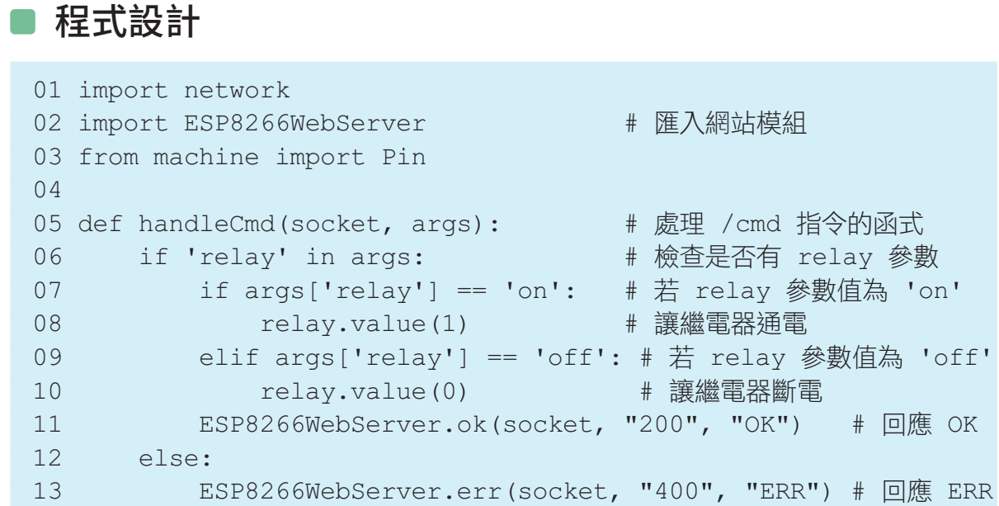 程式設計
01 import network
02 import ESP8266WebServer             # 匯入網站模組
03 from machine import Pin
04
05 def handleCmd(socket, args):        # 處理 /cmd 指令的函式
06     if 'relay' in args:             # 檢查是否有 relay 參數
07         if args['relay'] == 'on':   # 若 relay 參數值為 'on'
08             relay.value(1)          # 讓繼電器通電
09         elif args['relay'] == 'off': # 若 relay 參數值為 'off'
10             relay.value(0)           # 讓繼電器斷電
11         ESP8266WebServer.ok(socket, "200", "OK")   # 回應 OK
12     else:
13         ESP8266WebServer.err(socket, "400", "ERR") # 回應 ERR